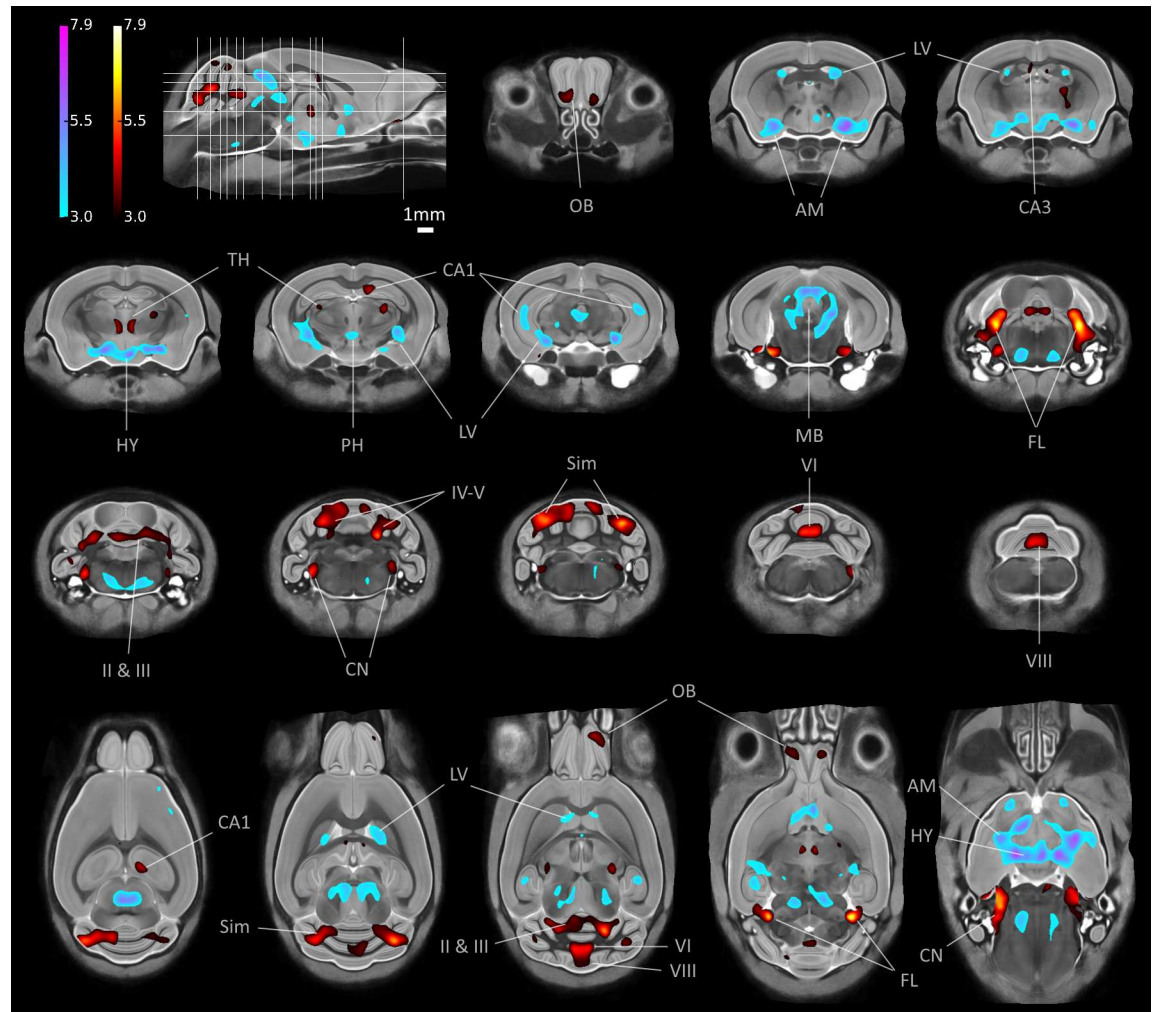 7.9 7.9
5.5 5.5
3.0 3.0
1mm
OB
LV
AM
CA3
TH
CA1
HY
PH
LV
MB
FL
Sim
VI
IV-V
II & III
CN
VIII
OB
LV
AM
HY
CA1
Sim
II & III
VI
VIII
FL
CN